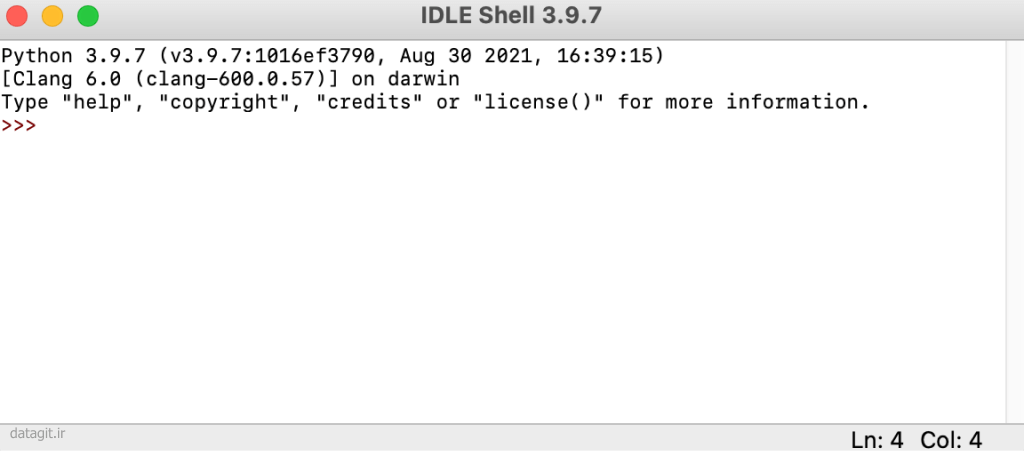 IDLE Shell 3.9.7
Python 3.9.7 (v3.9.7:1016ef3790, Aug 30 2021, 16:39:15)
[Clang 6.0 (clang-600.0.57)] on darwin
Type "help", "copyright", "credits" or "license()" for more information.
>>>
datagit.ir
Ln: 4 Col: 4